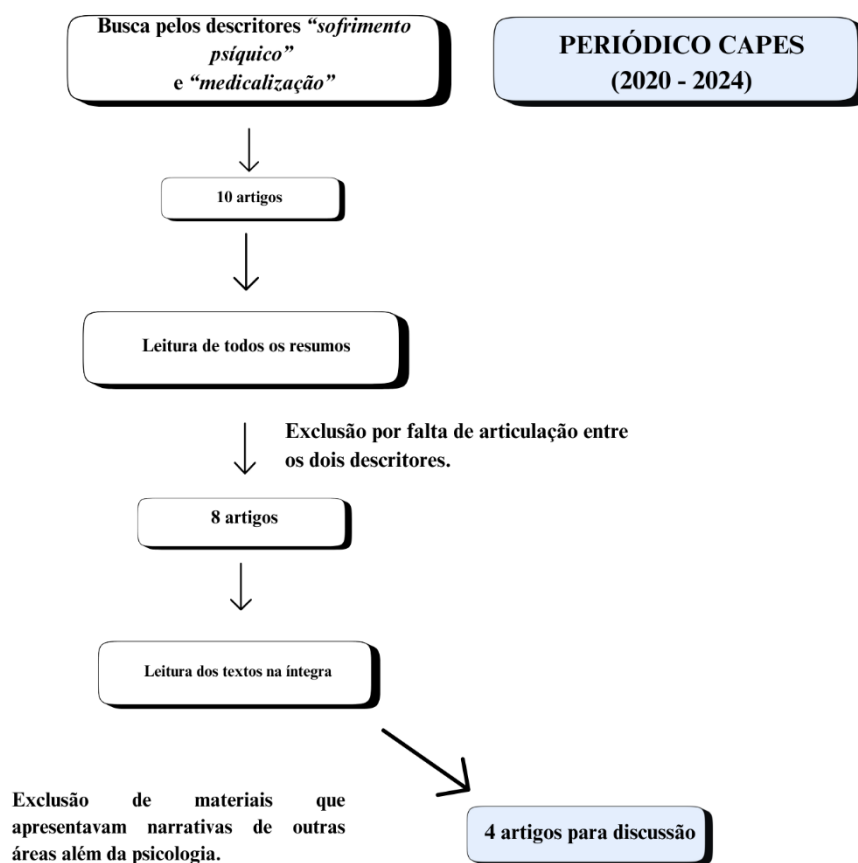 Busca pelos descritores “sofrimento
psíquico”
e “medicalização”
PERIÓDICO CAPES
(2020 - 2024)
10 artigos
Leitura de todos os resumos
Exclusão por falta de articulação entre
os dois descritores.
8 artigos
Leitura dos textos na íntegra
Exclusão de materiais que
apresentavam narrativas de outras
áreas além da psicologia.
4 artigos para discussão